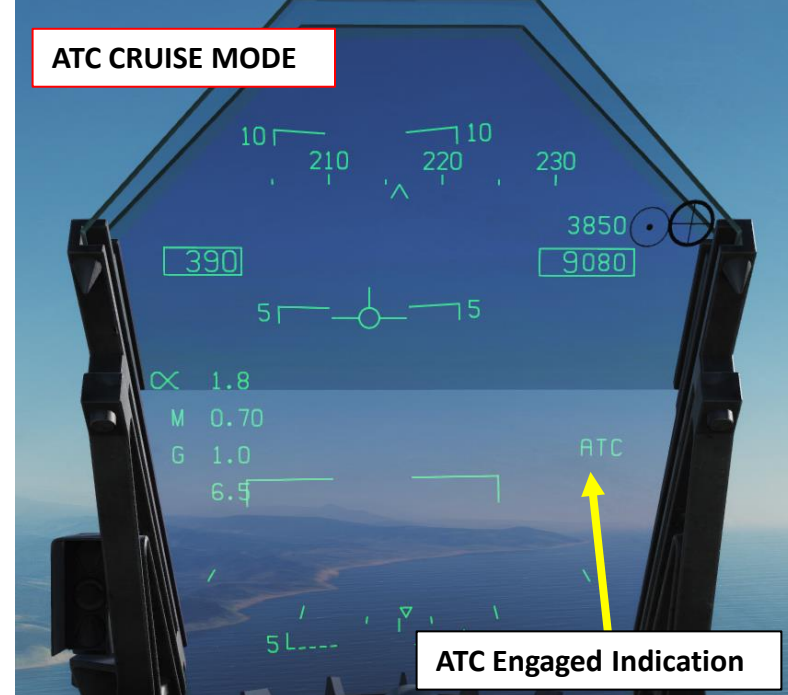 ATC CRUISE MODE
10 10
210 220 230
3850
390 9080
5 5
α 1.8
M 0.70
G 1.0
6.5
ATC
5
ATC Engaged Indication